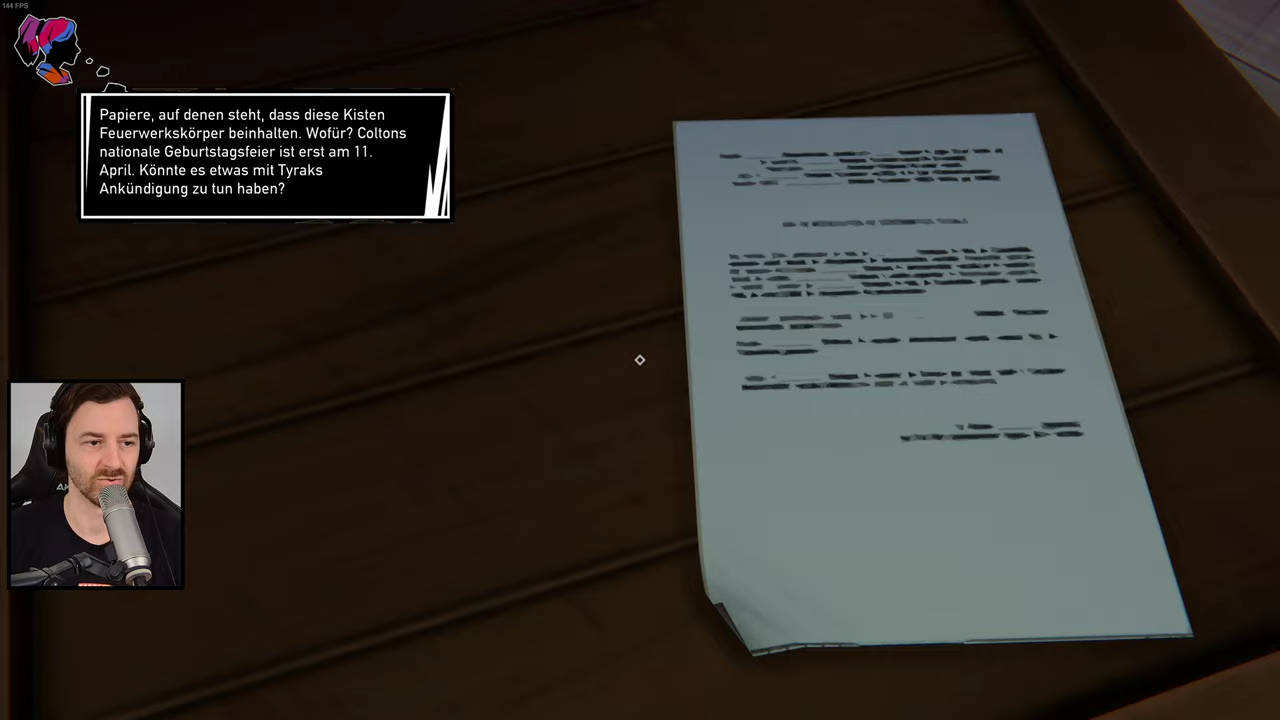 144 FPS
Papiere, auf denen steht, dass diese Kisten
Feuerwerkskörper beinhalten. Wofür? Coltons
nationale Geburtstagsfeier ist erst am 11.
April. Könnte es etwas mit Tyraks
Ankündigung zu tun haben?